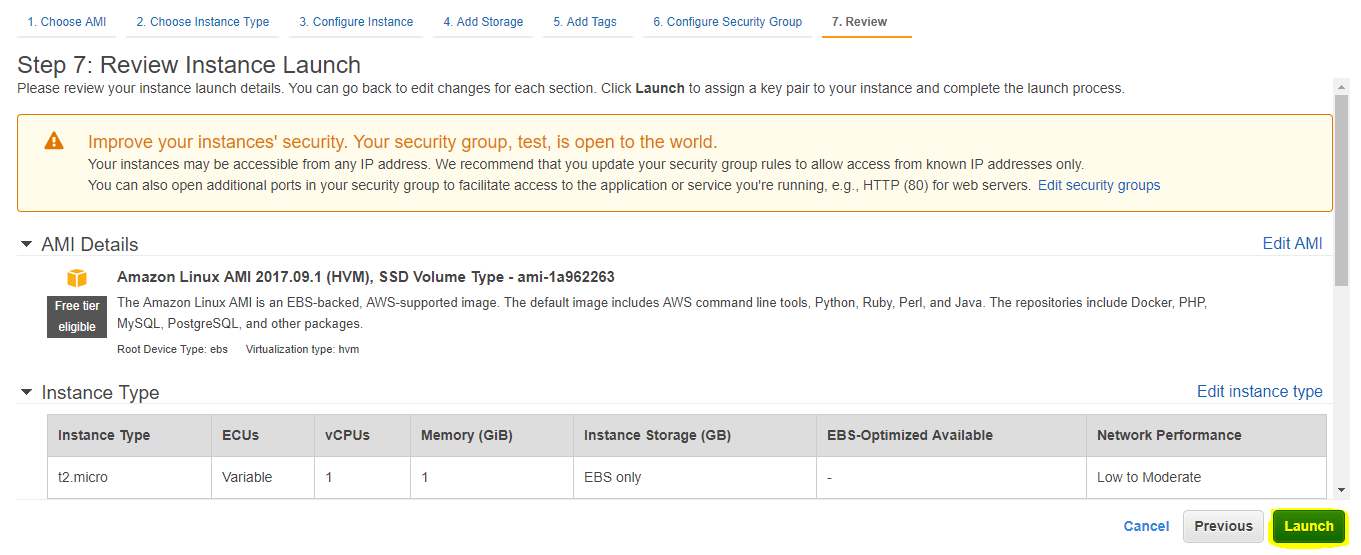 1. Choose AMI 2. Choose Instance Type 3. Configure Instance 4. Add Storage 5. Add Tags 6. Configure Security Group 7. Review
Step 7: Review Instance Launch
Please review your instance launch details. You can go back to edit changes for each section. Click Launch to assign a key pair to your instance and complete the launch process.
Improve your instances' security. Your security group, test, is open to the world.
Your instances may be accessible from any IP address. We recommend that you update your security group rules to allow access from known IP addresses only.
You can also open additional ports in your security group to facilitate access to the application or service you're running, e.g., HTTP (80) for web servers. Edit security groups
AMI Details Edit AMI
Amazon Linux AMI 2017.09.1 (HVM), SSD Volume Type - ami-1a962263
Free tier
eligible
The Amazon Linux AMI is an EBS-backed, AWS-supported image. The default image includes AWS command line tools, Python, Ruby, Perl, and Java. The repositories include Docker, PHP,
MySQL, PostgreSQL, and other packages.
Root Device Type: ebs Virtualization type: hvm
Instance Type Edit instance type
Instance Type ECUs vCPUs Memory (GiB) Instance Storage (GB) EBS-Optimized Available Network Performance
t2.micro Variable 1 1 EBS only - Low to Moderate
Cancel Previous Launch